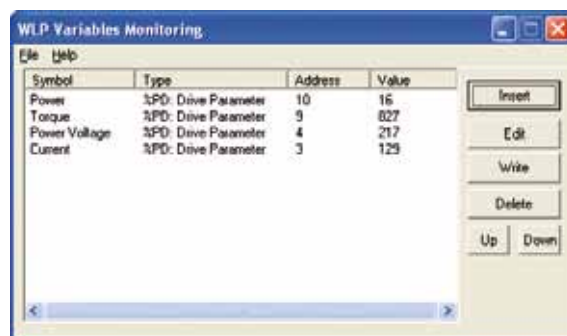 WLP Variables Monitoring
File Help
Symbol Type Address Value
Power %PD: Drive Parameter 10 16
Torque %PD: Drive Parameter 9 827
Power Voltage %PD: Drive Parameter 4 217
Current %PD: Drive Parameter 3 129
Insert
Edit
Write
Delete
Up Down